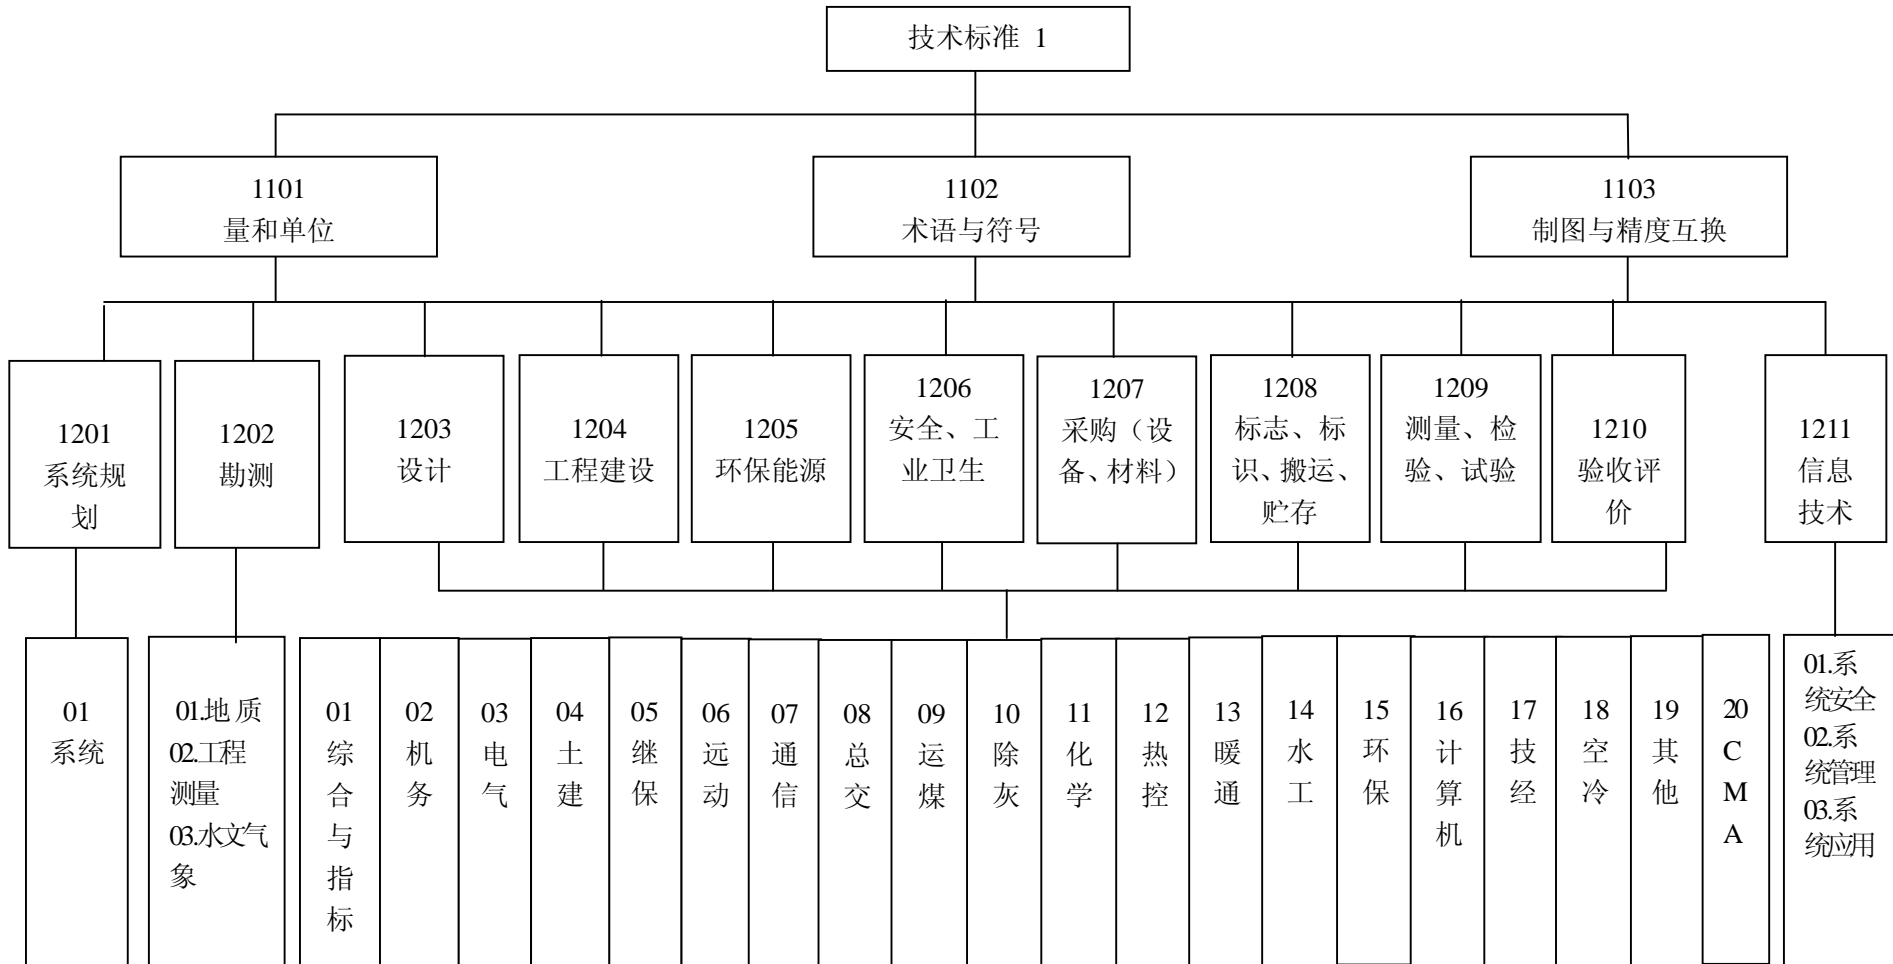 技术标准 1
1101
量和单位
1102
术语与符号
1103
制图与精度互换
1201
系统规
划
1202
勘测
1203
设计
1204
工程建设
1205
环保能源
1206
安全、工
业卫生
1207
采购（设
备、材料）
1208
标志、标
识、搬运、
贮存
1209
测量、检
验、试验
1210
验收评
价
1211
信息
技术
01
系统
01.地质
02.工程
测量
03.水文气
象
01
综
合
与
指
标
02
机
务
03
电
气
04
土
建
05
继
保
06
远
动
07
通
信
08
总
交
09
运
煤
10
除
灰
11
化
学
12
热
控
13
暖
通
14
水
工
15
环
保
16
计
算
机
17
技
经
18
空
冷
19
其
他
20
C
M
A
01.系
统安全
02.系
统管理
03.系
统应用